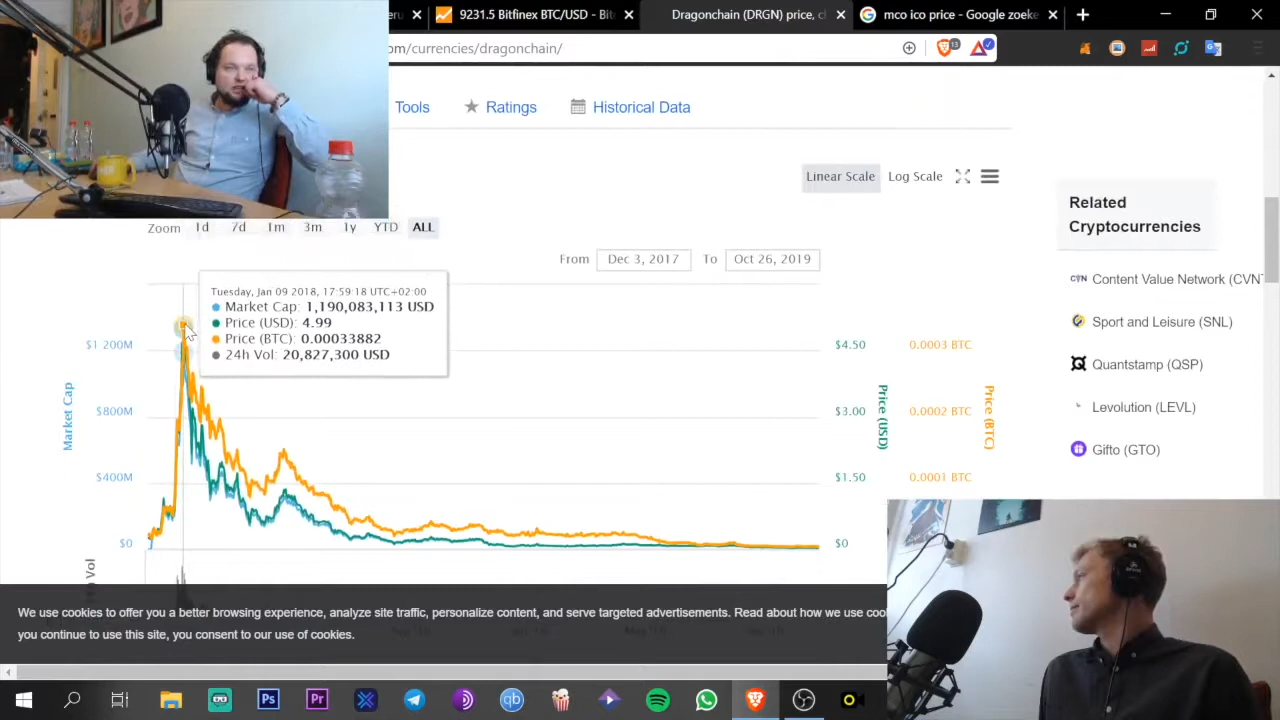 9231.5 Bitfinex BTC/USD - Bit
Dragonchain (DRGN) price, c
mco ico price - Google zoeke
om/currencies/dragonchain/
13
Tools
Ratings
Historical Data
Linear Scale
Log Scale
Zoom 1d 7d 1m 3m 1y YTD ALL
From Dec 3, 2017 To Oct 26, 2019
Tuesday, Jan 09 2018, 17:59:18 UTC+02:00
Market Cap: 1,190,083,113 USD
Price (USD): 4.99
Price (BTC): 0.00033882
24h Vol: 20,827,300 USD
$1 200M
$800M
$400M
$0
Market Cap
$4.50
$3.00
$1.50
$0
Price (USD)
0.0003 BTC
0.0002 BTC
0.0001 BTC
Price (BTC)
Vol
Related
Cryptocurrencies
Content Value Network (CVN
Sport and Leisure (SNL)
Quantstamp (QSP)
Levolution (LEVL)
Gifto (GTO)
We use cookies to offer you a better browsing experience, analyze site traffic, personalize content, and serve targeted advertisements. Read about how we use coo
you continue to use this site, you consent to our use of cookies.
Ps
Pr
qb